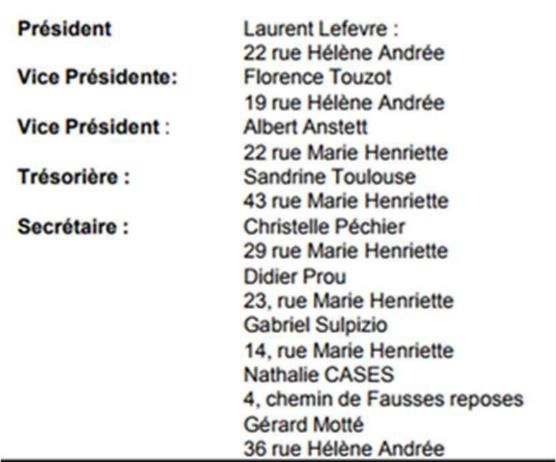 Président Laurent Lefevre :
22 rue Hélène Andrée
Vice Présidente: Florence Touzot
19 rue Hélène Andrée
Vice Président : Albert Anstett
22 rue Marie Henriette
Trésorière : Sandrine Toulouse
43 rue Marie Henriette
Secrétaire : Christelle Péchier
29 rue Marie Henriette
Didier Prou
23, rue Marie Henriette
Gabriel Sulpizio
14, rue Marie Henriette
Nathalie CASES
4, chemin de Fausses reposes
Gérard Motté
36 rue Hélène Andrée